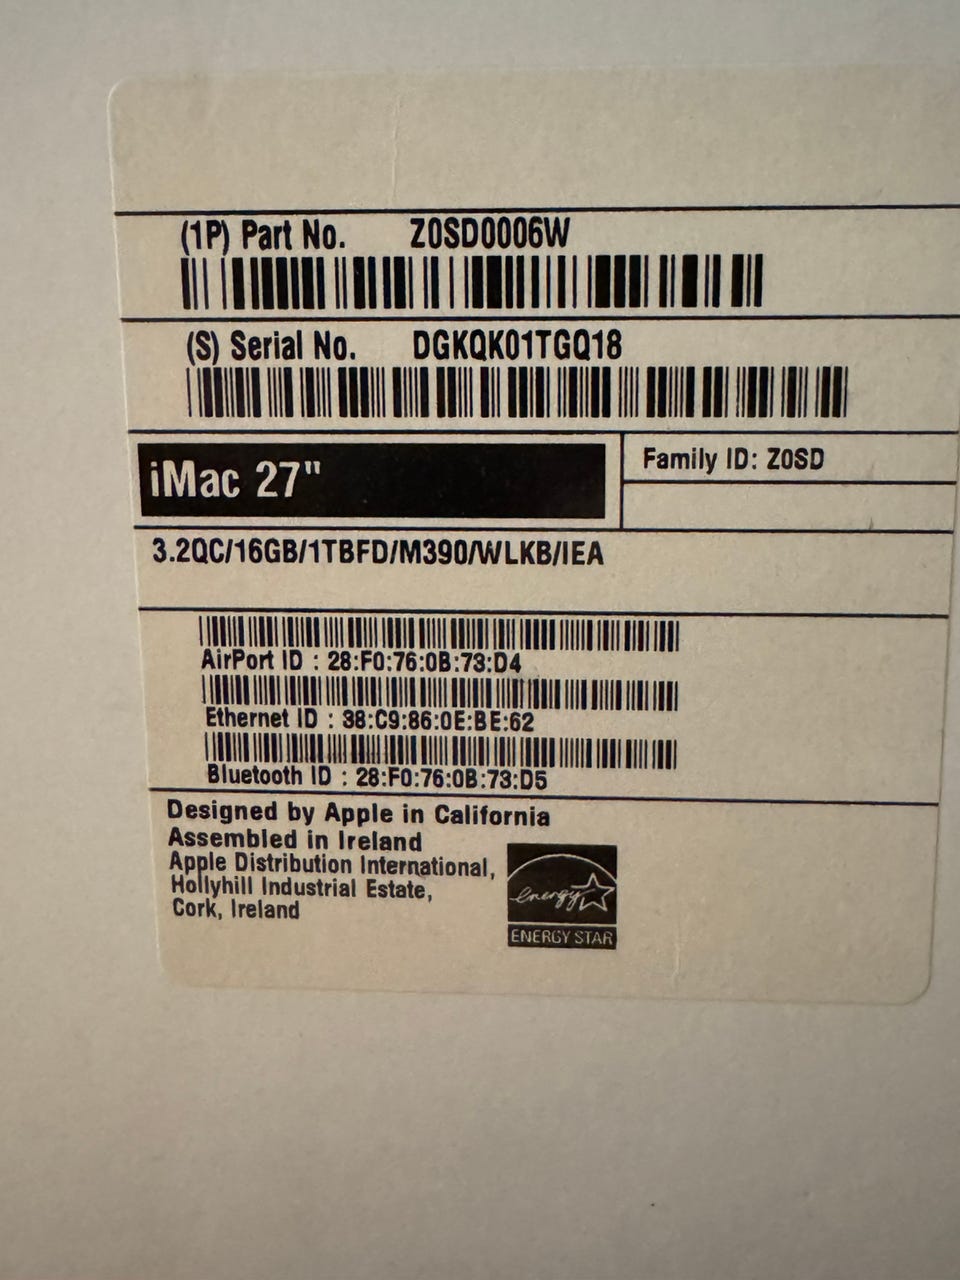 (1P) Part No. Z0SD0006W
(S) Serial No. DGKQK01TGQ18
iMac 27"
Family ID: Z0SD
3.2QC/16GB/1TBFD/M390/WLKB/IEA
AirPort ID : 28:F0:76:0B:73:D4
Ethernet ID : 38:C9:86:0E:BE:62
Bluetooth ID : 28:F0:76:0B:73:D5
Designed by Apple in California
Assembled in Ireland
Apple Distribution International,
Hollyhill Industrial Estate,
Cork, Ireland
energy
ENERGY STAR